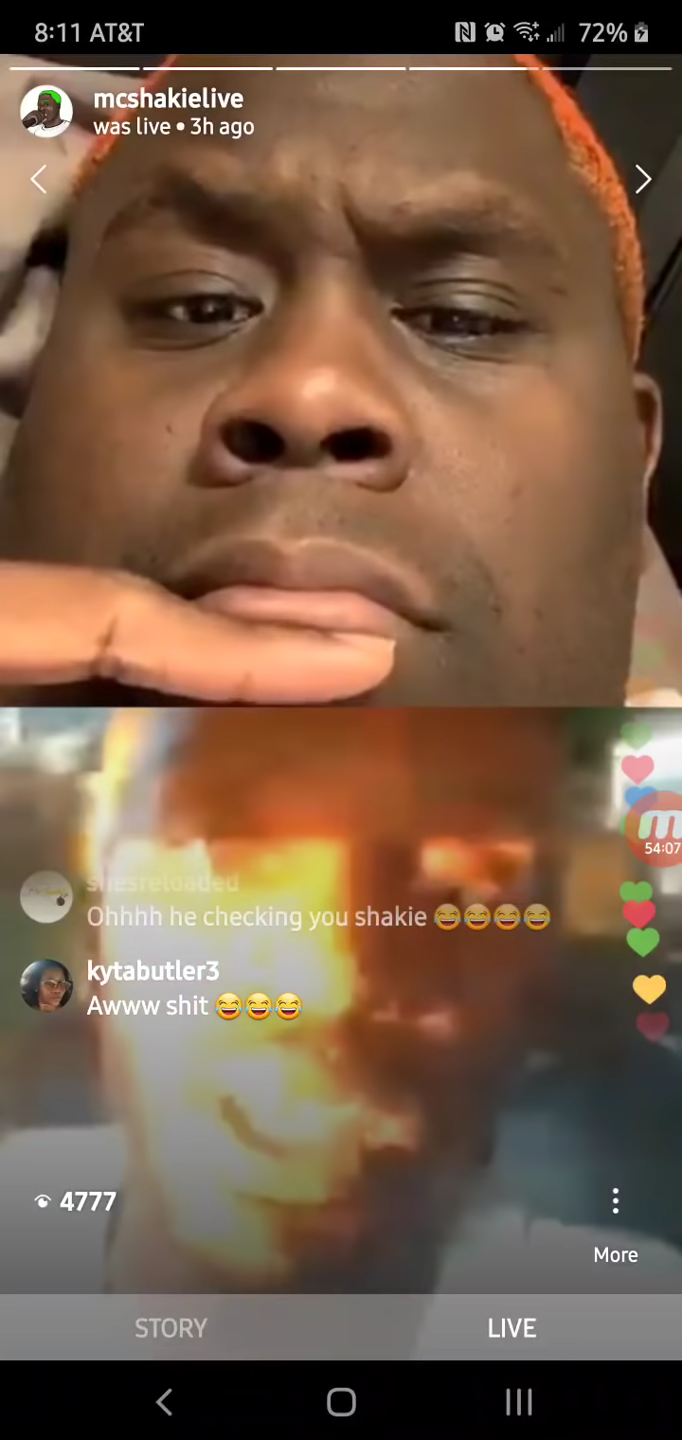 8:11 AT&T
72%
mcshakielive
was live • 3h ago
54:07
shesreloaded
Ohhhh he checking you shakie 😂😂😂😂
kytabutler3
Awww shit 😂😂😂
4777
More
STORY
LIVE